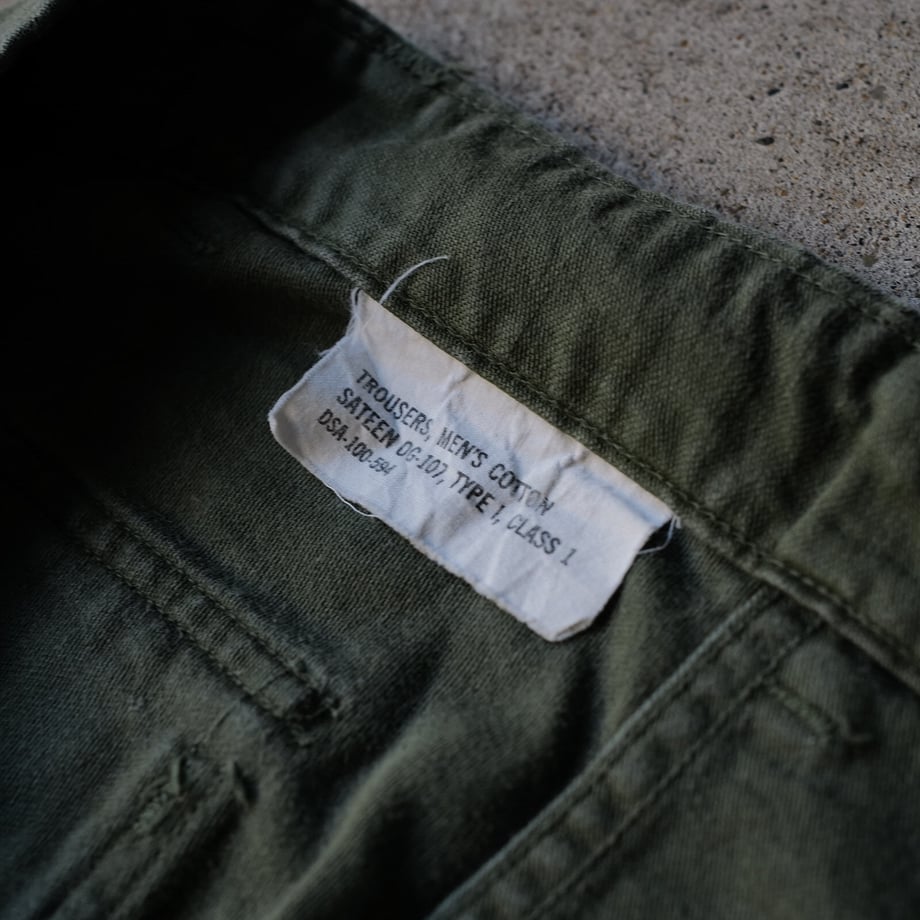 TROUSERS, MEN'S COTTON
SATEEN OG-107, TYPE I, CLASS 1
DSA-100-594